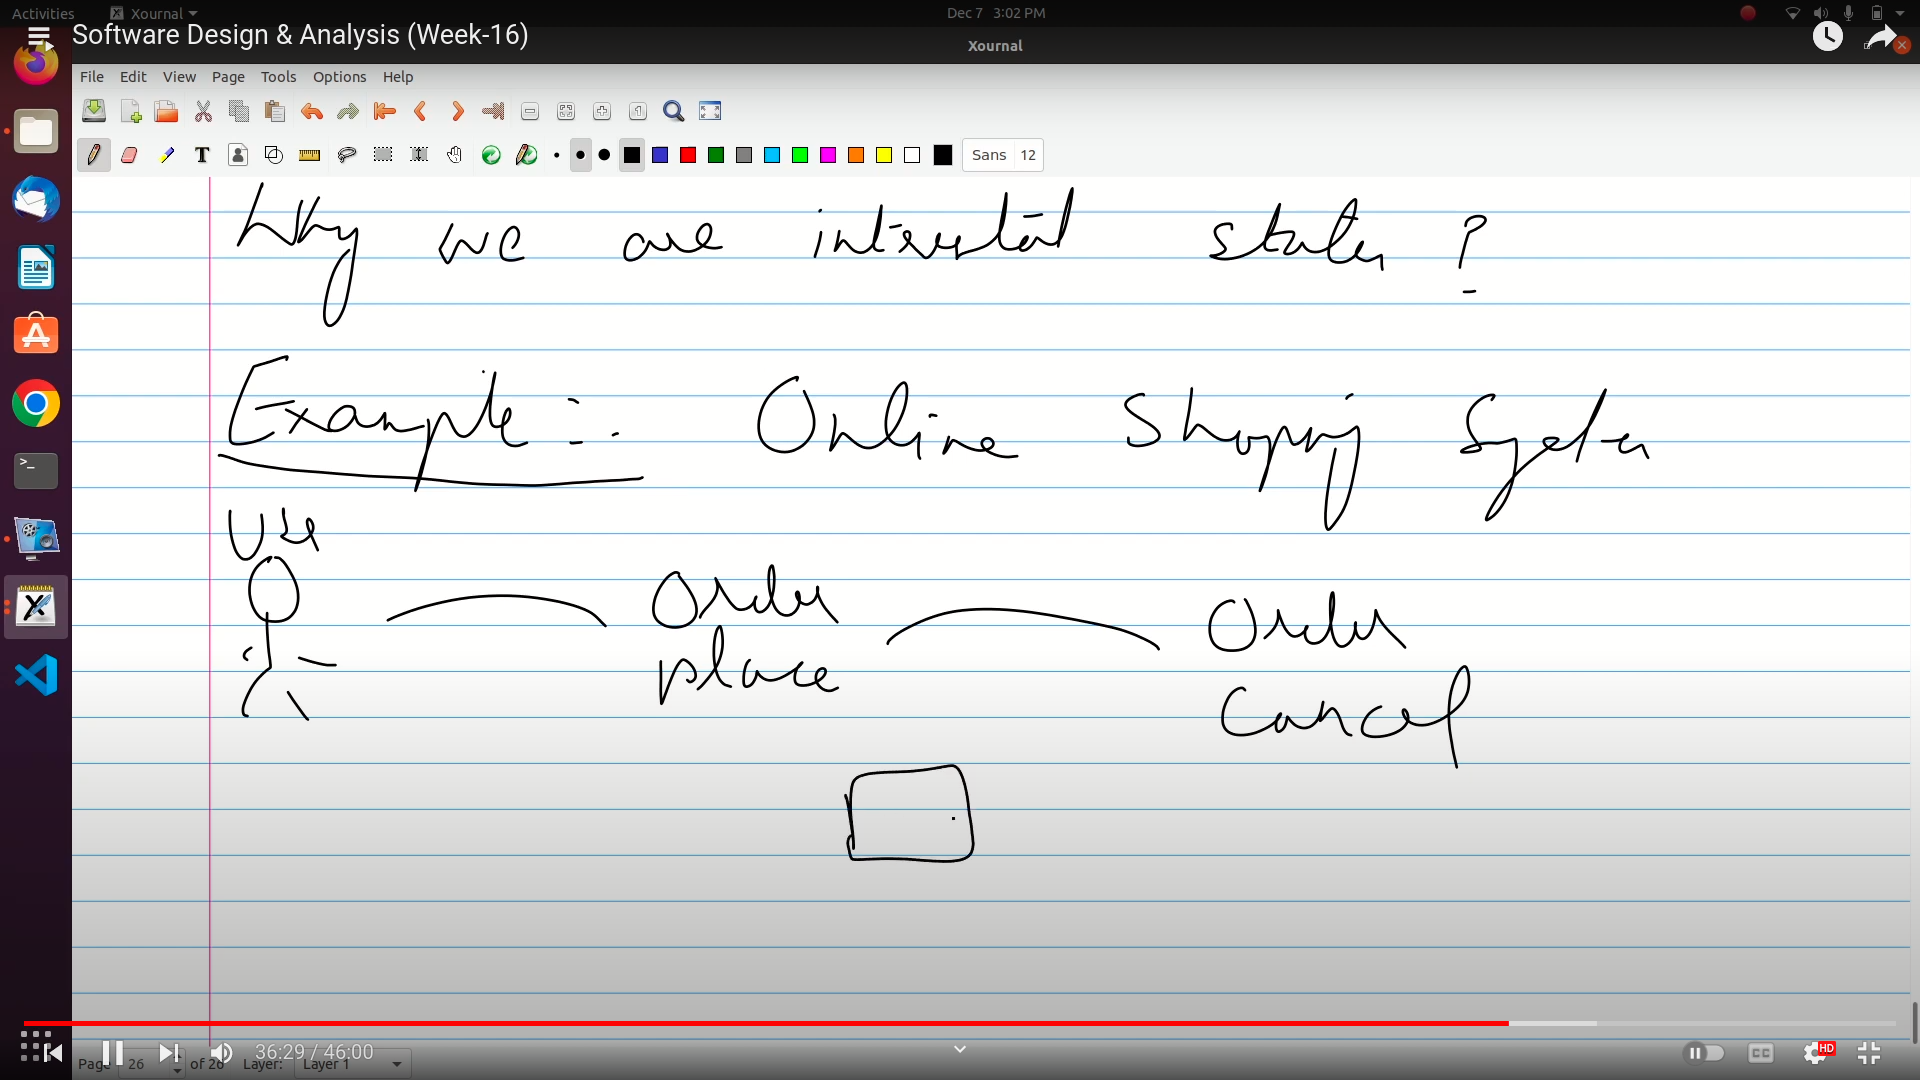 Activities Xournal Dec 7 3:02 PM
Software Design & Analysis (Week-16)
Xournal
File Edit View Page Tools Options Help
Sans 12
Why we are interested states ?
Example :- Online Shopping System
User
Order place
Order Cancel
36:29 / 46:00
CC HD
Page 26 of 26 Layer: Layer 1